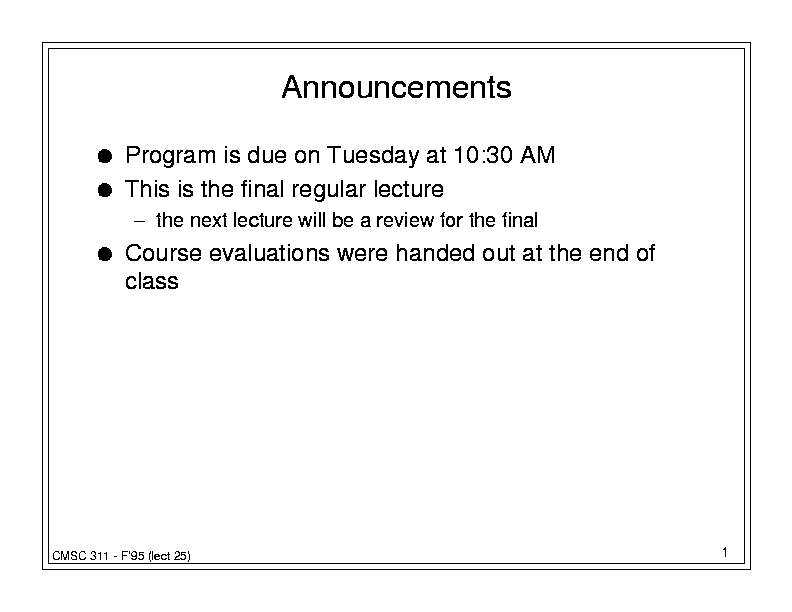 Announcements
● Program is due on Tuesday at 10:30 AM
● This is the final regular lecture
– the next lecture will be a review for the final
● Course evaluations were handed out at the end of
class
CMSC 311 - F'95 (lect 25)
1